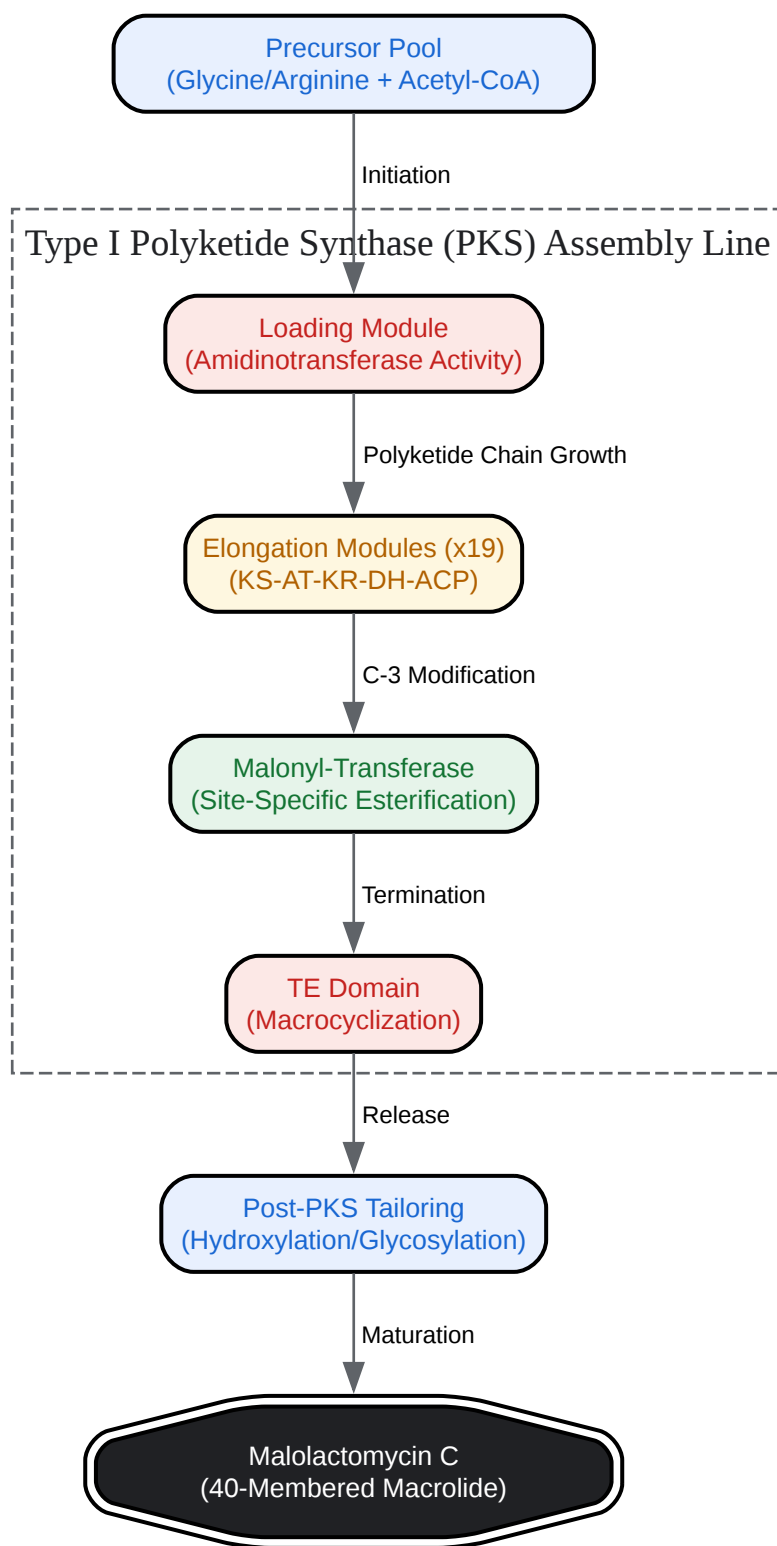 Precursor Pool
(Glycine/Arginine + Acetyl-CoA)
Initiation
Type I Polyketide Synthase (PKS) Assembly Line
Loading Module
(Amidinotransferase Activity)
Polyketide Chain Growth
Elongation Modules (x19)
(KS-AT-KR-DH-ACP)
C-3 Modification
Malonyl-Transferase
(Site-Specific Esterification)
Termination
TE Domain
(Macrocyclization)
Release
Post-PKS Tailoring
(Hydroxylation/Glycosylation)
Maturation
Malolactomycin C
(40-Membered Macrolide)